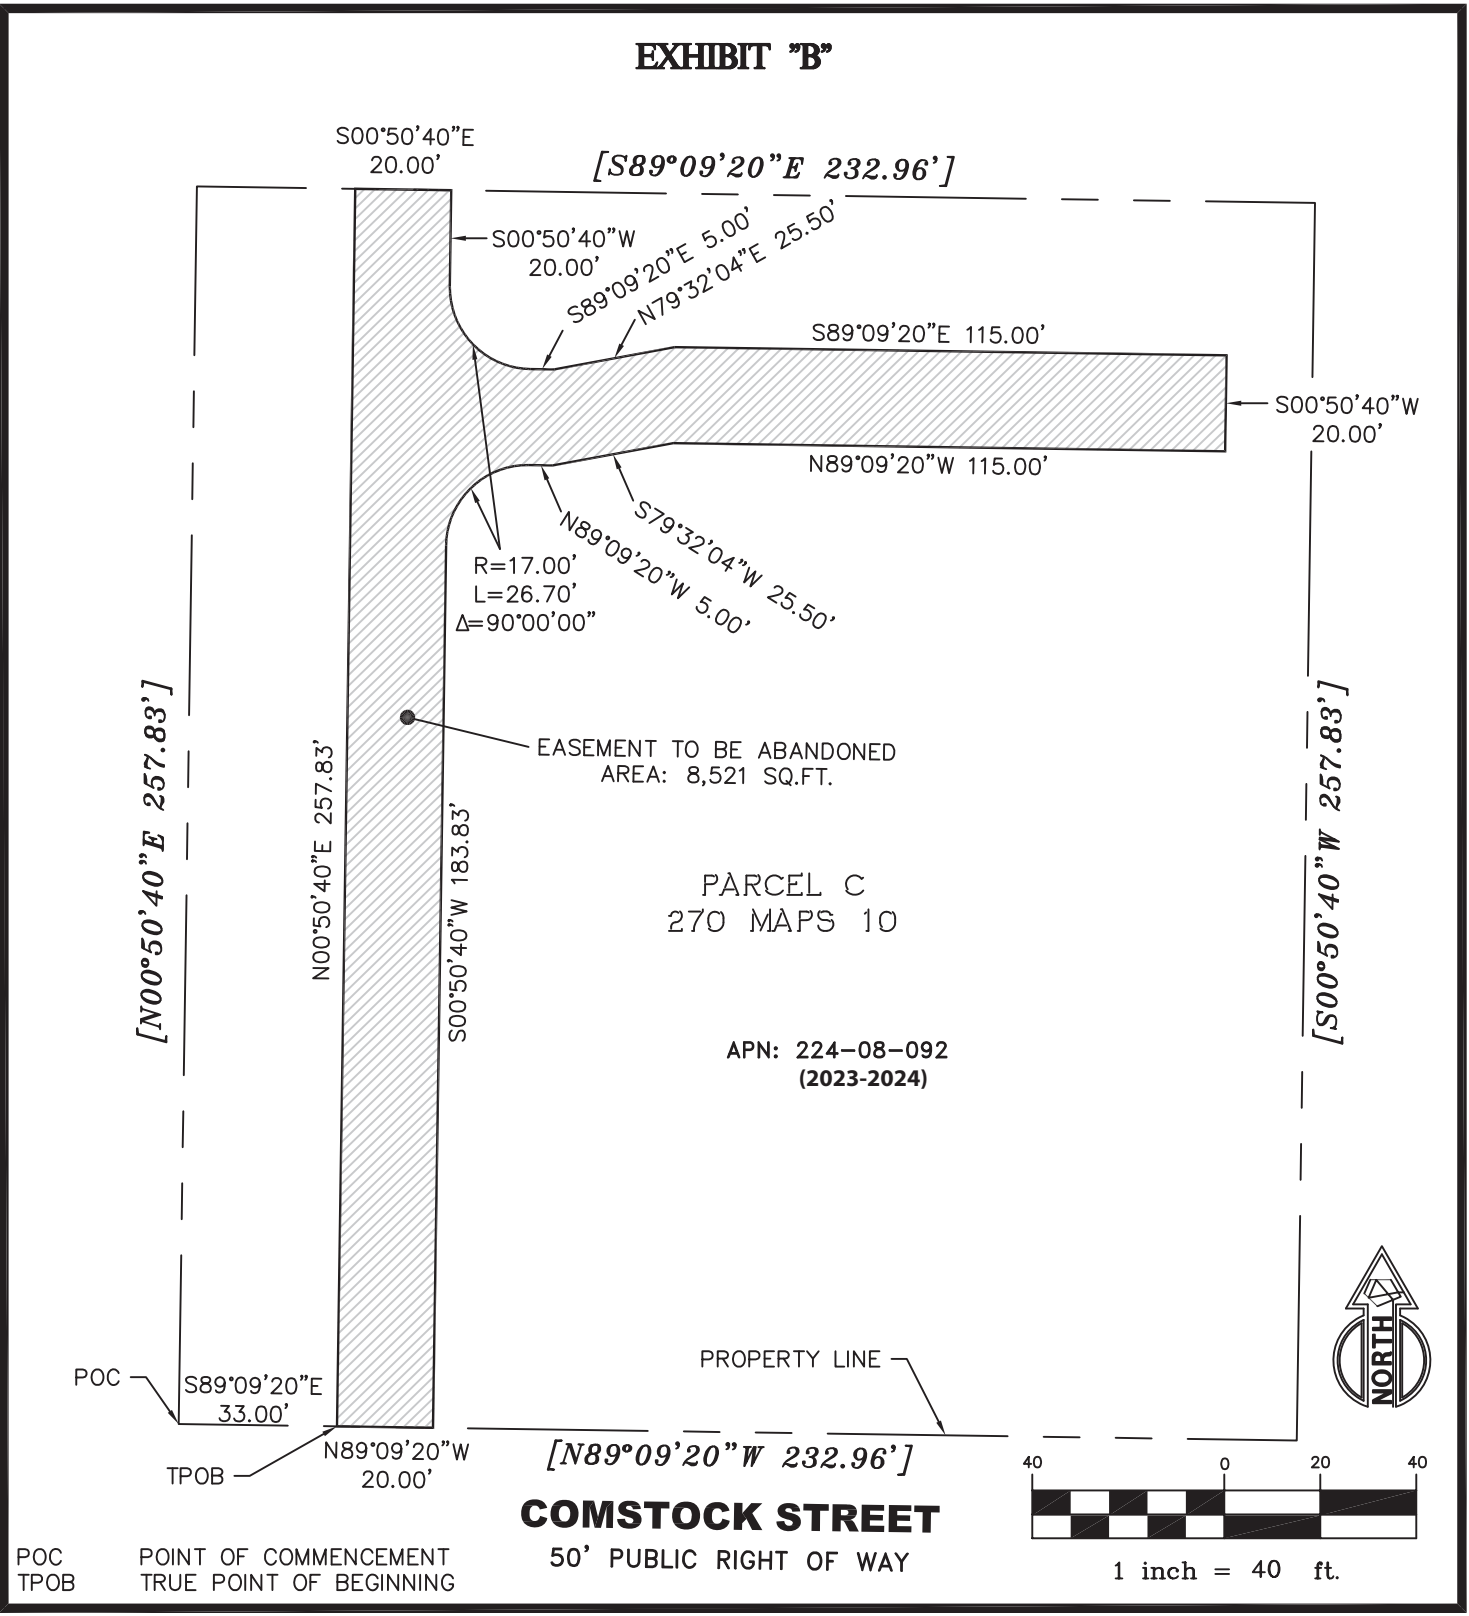 EXHIBIT "B"
S00°50'40"E
20.00'
[S89°09'20"E 232.96']
S00°50'40"W
20.00'
S89°09'20"E 5.00'
N79°32'04"E 25.50'
S89°09'20"E 115.00'
S00°50'40"W
20.00'
N89°09'20"W 115.00'
S79°32'04"W 25.50'
N89°09'20"W 5.00'
R=17.00'
L=26.70'
Δ=90°00'00"
[N00°50'40"E 257.83']
N00°50'40"E 257.83'
S00°50'40"W 183.83'
[S00°50'40"W 257.83']
EASEMENT TO BE ABANDONED
AREA: 8,521 SQ.FT.
PARCEL C
270 MAPS 10
APN: 224-08-092
(2023-2024)
NORTH
PROPERTY LINE
POC
S89°09'20"E
33.00'
TPOB
N89°09'20"W
20.00'
[N89°09'20"W 232.96']
COMSTOCK STREET
50' PUBLIC RIGHT OF WAY
40 0 20 40
1 inch = 40 ft.
POC POINT OF COMMENCEMENT
TPOB TRUE POINT OF BEGINNING